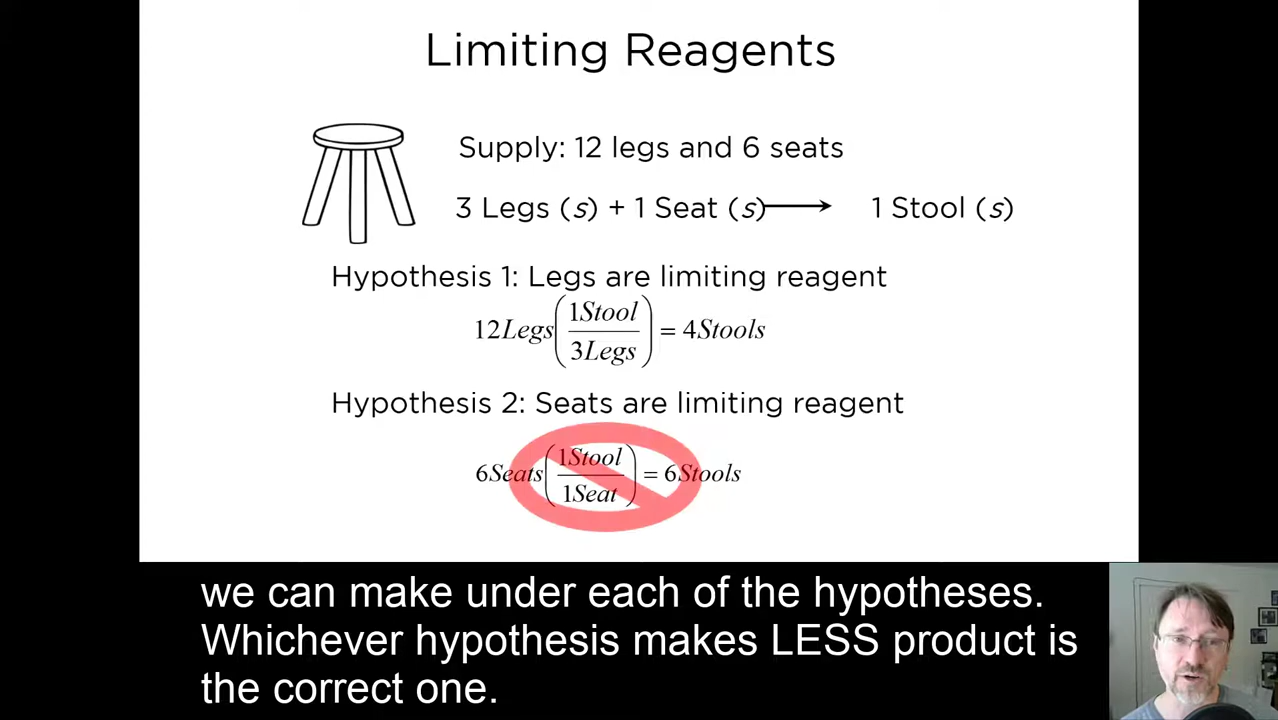 Limiting Reagents
Supply: 12 legs and 6 seats
3 Legs (s) + 1 Seat (s) ⟶ 1 Stool (s)
Hypothesis 1: Legs are limiting reagent
12Legs(1Stool/3Legs) = 4Stools
Hypothesis 2: Seats are limiting reagent
6Seats(1Stool/1Seat) = 6Stools
we can make under each of the hypotheses.
Whichever hypothesis makes LESS product is
the correct one.